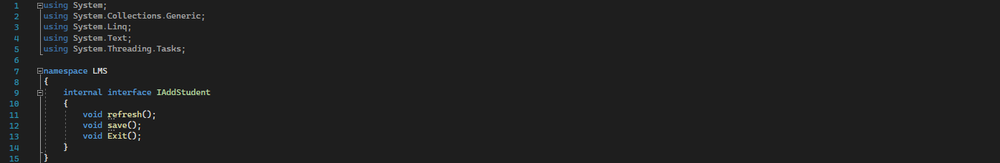 1 using System;
2 using System.Collections.Generic;
3 using System.Linq;
4 using System.Text;
5 using System.Threading.Tasks;
6
7 namespace LMS
8 {
9     internal interface IAddStudent
10     {
11         void refresh();
12         void save();
13         void Exit();
14     }
15 }